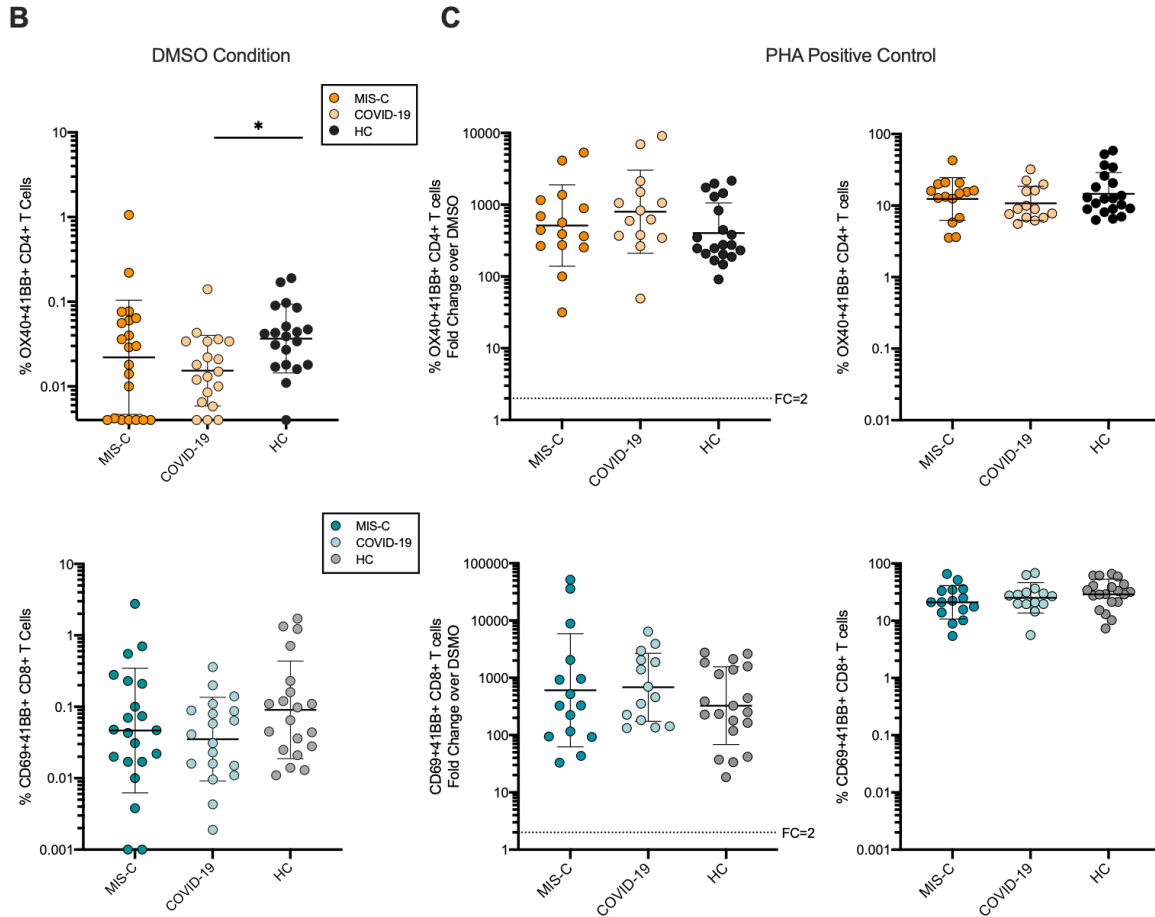 B
C
DMSO Condition
PHA Positive Control
MIS-C
COVID-19
HC
*
% OX40+41BB+ CD4+ T Cells
10
1
0.1
0.01
MIS-C
COVID-19
HC
% OX40+41BB+ CD4+ T Cells
Fold Change over DMSO
10000
1000
100
10
1
FC=2
MIS-C
COVID-19
HC
% OX40+41BB+ CD4+ T Cells
100
10
1
0.1
0.01
MIS-C
COVID-19
HC
MIS-C
COVID-19
HC
% CD69+41BB+ CD8+ T Cells
10
1
0.1
0.01
0.001
MIS-C
COVID-19
HC
CD69+41BB+ CD8+ T Cells
Fold Change over DSMO
100000
10000
1000
100
10
1
FC=2
MIS-C
COVID-19
HC
% CD69+41BB+ CD8+ T cells
100
10
1
0.1
0.01
0.001
MIS-C
COVID-19
HC